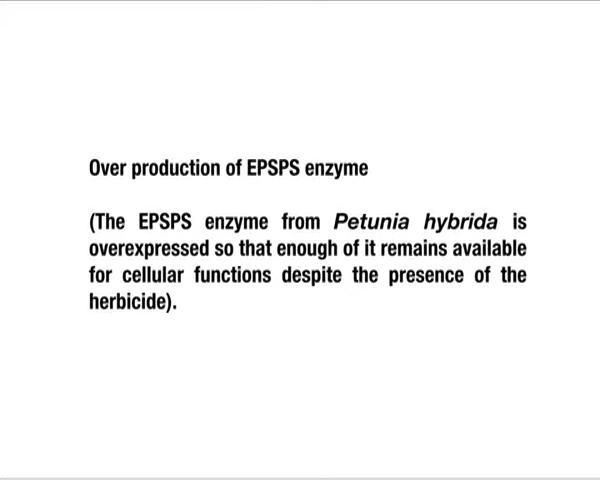 Over production of EPSPS enzyme
(The EPSPS enzyme from Petunia hybrida is
overexpressed so that enough of it remains available
for cellular functions despite the presence of the
herbicide).